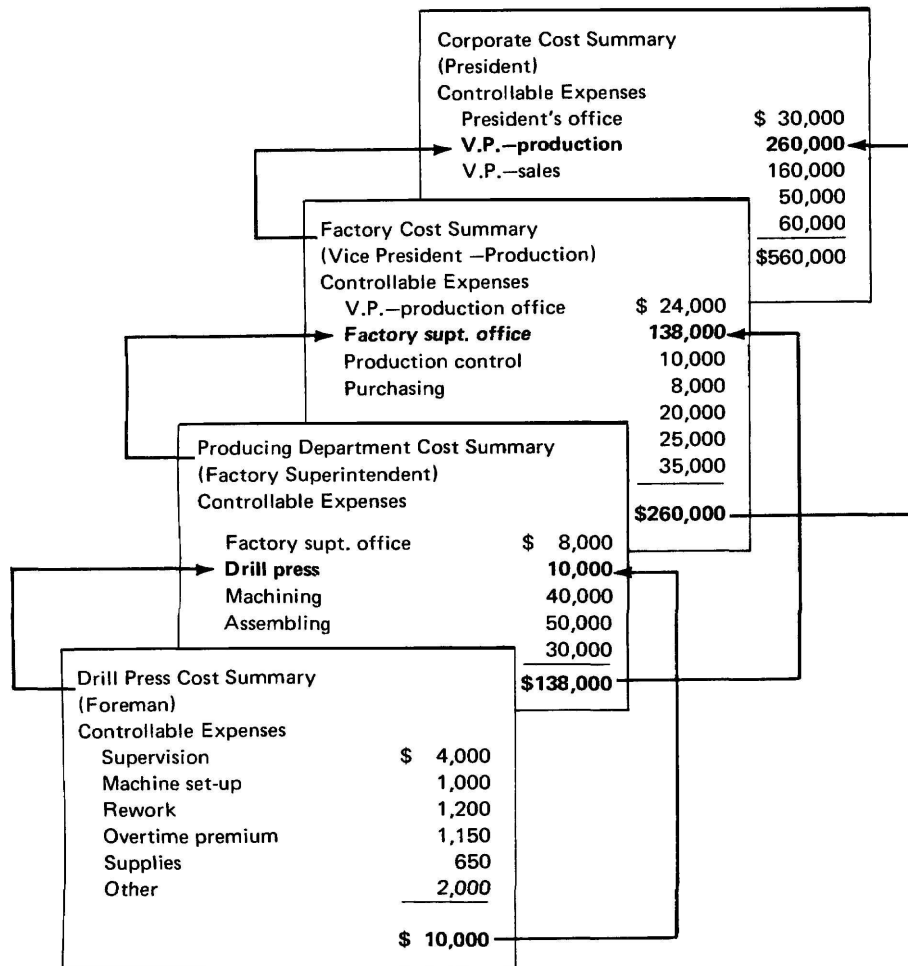 Corporate Cost Summary
(President)
Controllable Expenses
President's office $ 30,000
V.P.—production 260,000
V.P.—sales 160,000
50,000
60,000
$560,000
Factory Cost Summary
(Vice President —Production)
Controllable Expenses
V.P.—production office $ 24,000
Factory supt. office 138,000
Production control 10,000
Purchasing 8,000
20,000
25,000
35,000
$260,000
Producing Department Cost Summary
(Factory Superintendent)
Controllable Expenses
Factory supt. office $ 8,000
Drill press 10,000
Machining 40,000
Assembling 50,000
30,000
$138,000
Drill Press Cost Summary
(Foreman)
Controllable Expenses
Supervision $ 4,000
Machine set-up 1,000
Rework 1,200
Overtime premium 1,150
Supplies 650
Other 2,000
$ 10,000